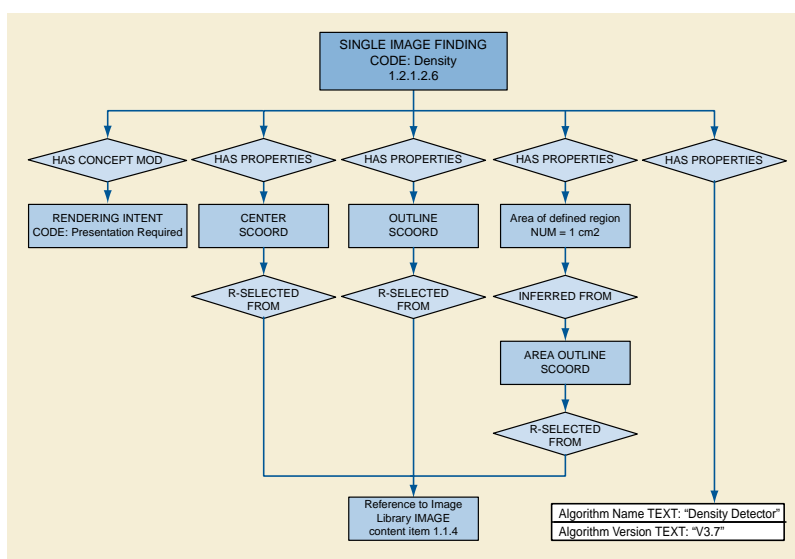 SINGLE IMAGE FINDING
CODE: Density
1.2.1.2.6
HAS CONCEPT MOD
HAS PROPERTIES
HAS PROPERTIES
HAS PROPERTIES
HAS PROPERTIES
RENDERING INTENT
CODE: Presentation Required
CENTER
SCOORD
OUTLINE
SCOORD
Area of defined region
NUM = 1 cm2
R-SELECTED
FROM
R-SELECTED
FROM
INFERRED FROM
AREA OUTLINE
SCOORD
R-SELECTED
FROM
Reference to Image
Library IMAGE
content item 1.1.4
Algorithm Name TEXT: “Density Detector”
Algorithm Version TEXT: “V3.7”